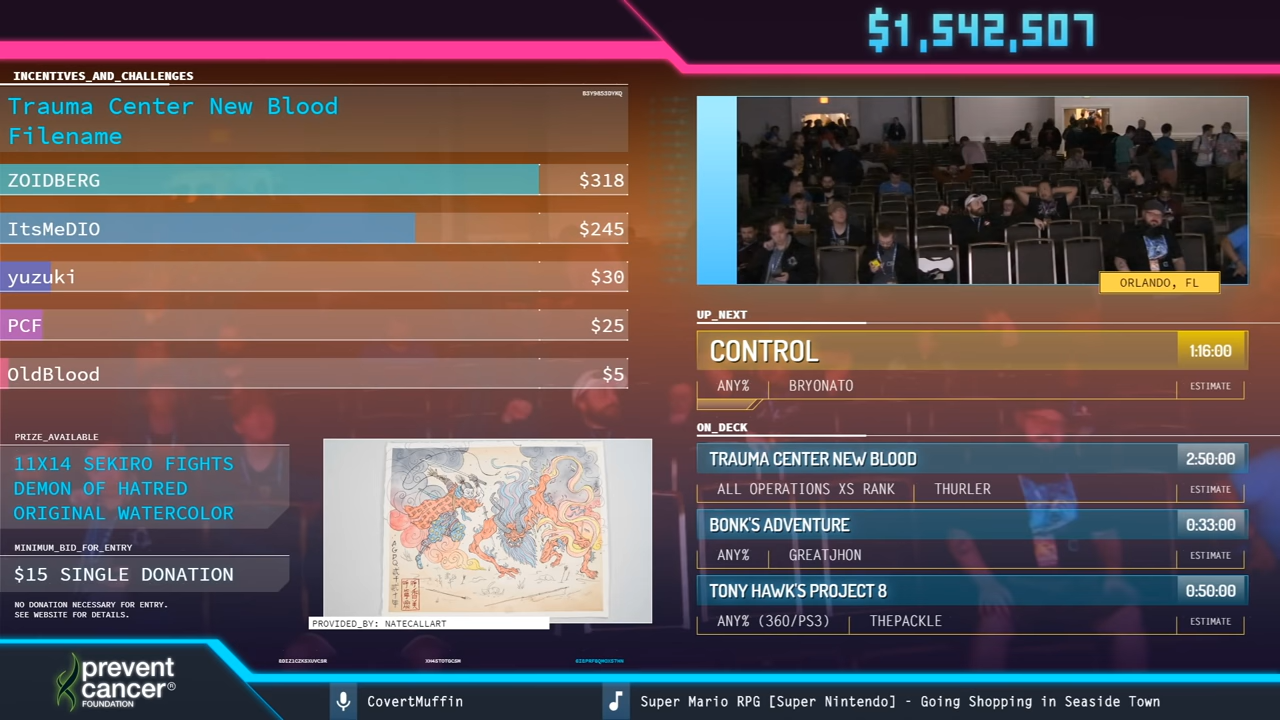 $1,542,507
INCENTIVES_AND_CHALLENGES
Trauma Center New Blood
Filename
ZOIDBERG $318
ItsMeDIO $245
yuzuki $30
PCF $25
OldBlood $5
PRIZE_AVAILABLE
11X14 SEKIRO FIGHTS
DEMON OF HATRED
ORIGINAL WATERCOLOR
MINIMUM_BID_FOR_ENTRY
$15 SINGLE DONATION
NO DONATION NECESSARY FOR ENTRY.
SEE WEBSITE FOR DETAILS.
PROVIDED_BY: NATECALLART
ORLANDO, FL
UP_NEXT
CONTROL 1:16:00
ANY% BRYONATO ESTIMATE
ON_DECK
TRAUMA CENTER NEW BLOOD 2:50:00
ALL OPERATIONS XS RANK THURLER ESTIMATE
BONK'S ADVENTURE 0:33:00
ANY% GREATJHON ESTIMATE
TONY HAWK'S PROJECT 8 0:50:00
ANY% (360/PS3) THEPACKLE ESTIMATE
prevent
cancer®
FOUNDATION
CovertMuffin
Super Mario RPG [Super Nintendo] - Going Shopping in Seaside Town